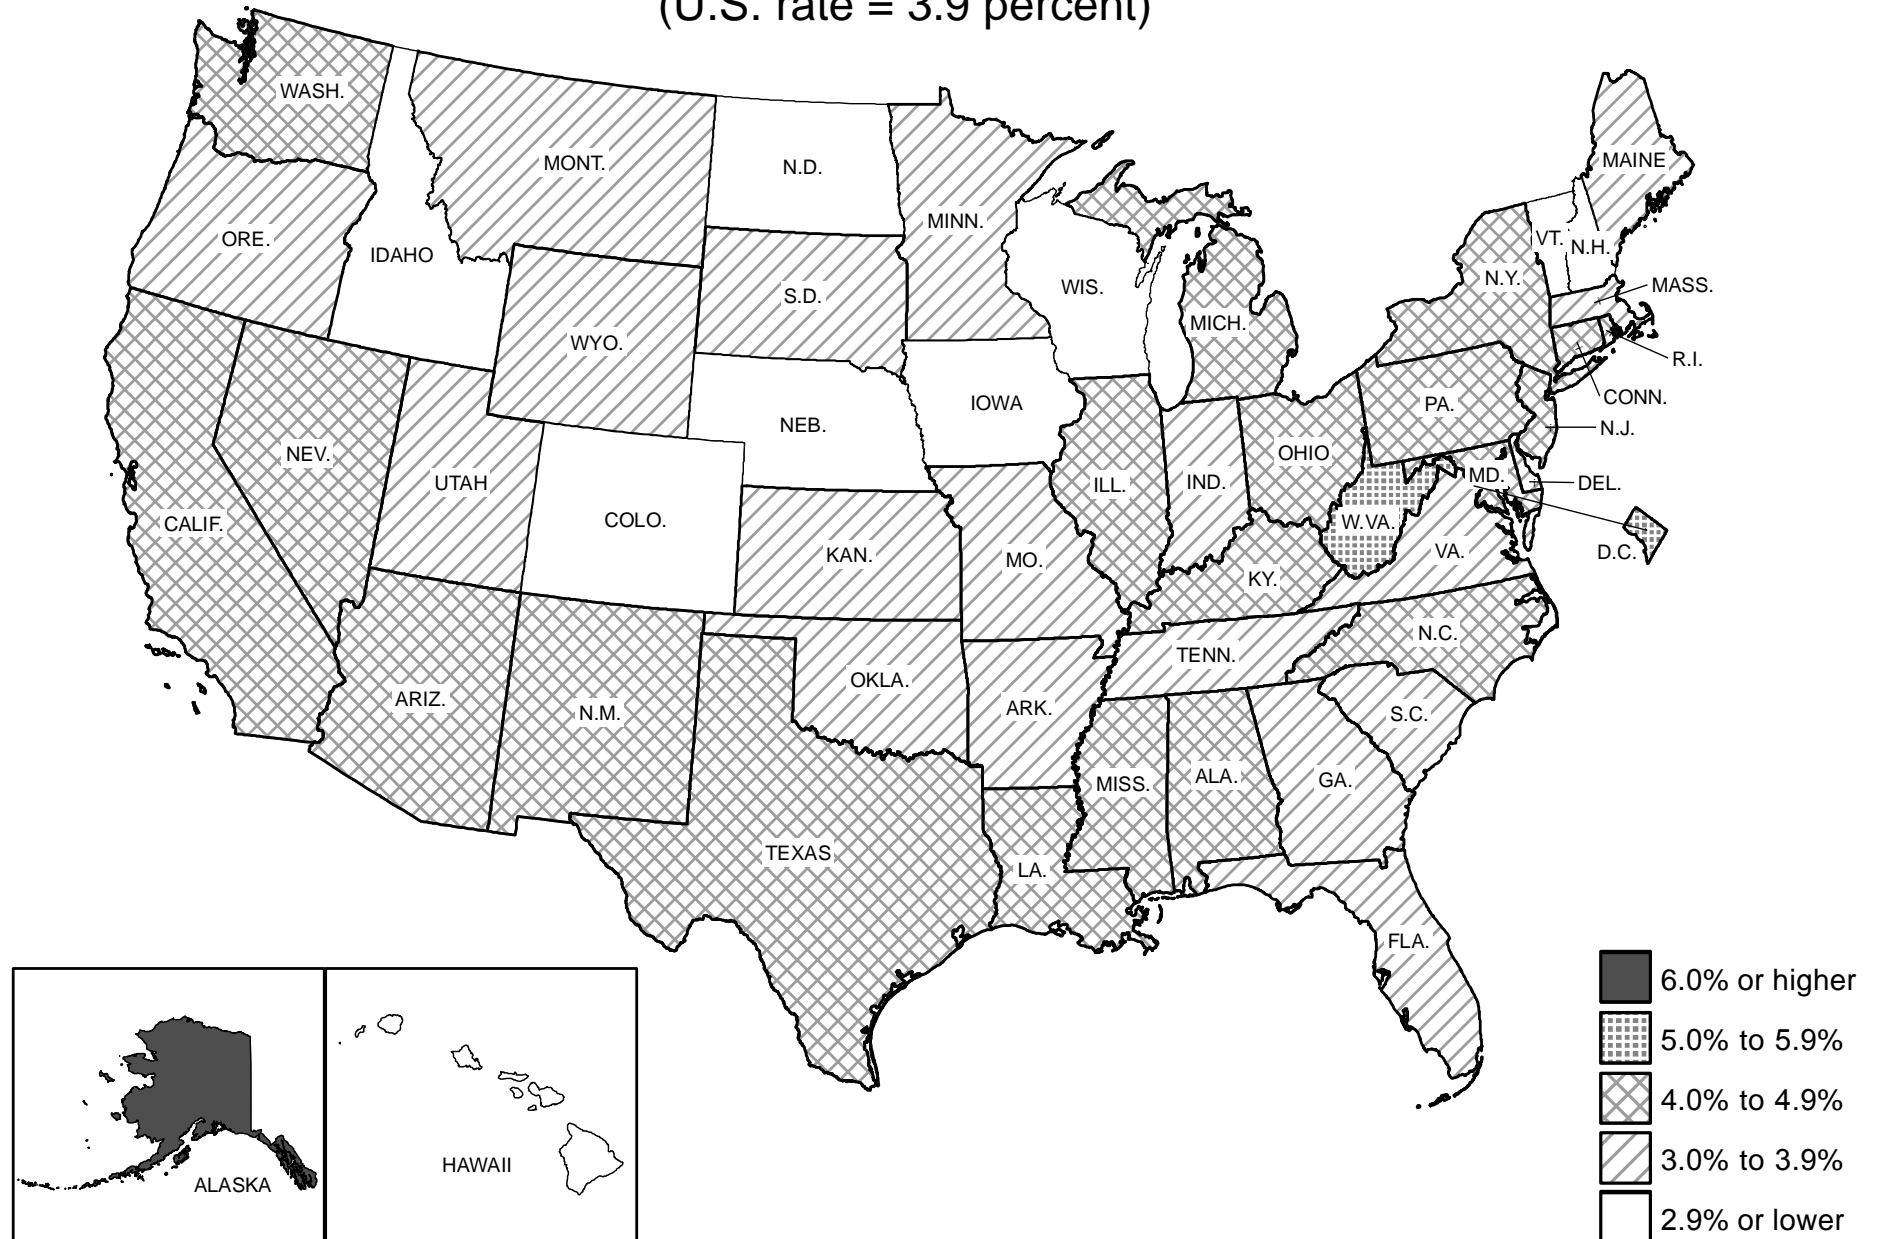 (U.S. rate = 3.9 percent)
WASH.
MONT.
N.D.
MINN.
MAINE
ORE.
IDAHO
WIS.
VT.
N.H.
S.D.
N.Y.
MASS.
WYO.
MICH.
R.I.
IOWA
PA.
CONN.
NEB.
N.J.
NEV.
UTAH
OHIO
ILL.
IND.
MD.
DEL.
CALIF.
COLO.
W.VA.
KAN.
MO.
VA.
D.C.
KY.
N.C.
TENN.
ARIZ.
N.M.
OKLA.
ARK.
S.C.
MISS.
ALA.
GA.
TEXAS
LA.
FLA.
ALASKA
HAWAII
6.0% or higher
5.0% to 5.9%
4.0% to 4.9%
3.0% to 3.9%
2.9% or lower